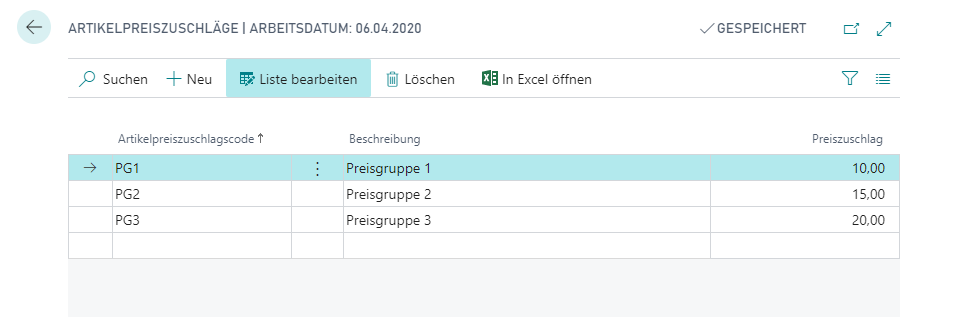 ARTIKELPREISZUSCHLÄGE | ARBEITSDATUM: 06.04.2020
GESPEICHERT
Suchen Neu Liste bearbeiten Löschen In Excel öffnen
Artikelpreiszuschlagscode↑ Beschreibung Preiszuschlag
PG1 Preisgruppe 1 10,00
PG2 Preisgruppe 2 15,00
PG3 Preisgruppe 3 20,00